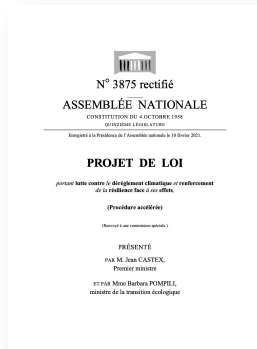 N° 3875 rectifié
ASSEMBLÉE NATIONALE
CONSTITUTION DU 4 OCTOBRE 1958
QUINZIÈME LÉGISLATURE
Enregistré à la Présidence de l'Assemblée nationale le 10 février 2021.
PROJET DE LOI
portant lutte contre le dérèglement climatique et renforcement
de la résilience face à ses effets,
(Procédure accélérée)
(Renvoyé à une commission spéciale.)
PRÉSENTÉ
PAR M. Jean CASTEX,
Premier ministre
ET PAR Mme Barbara POMPILI,
ministre de la transition écologique